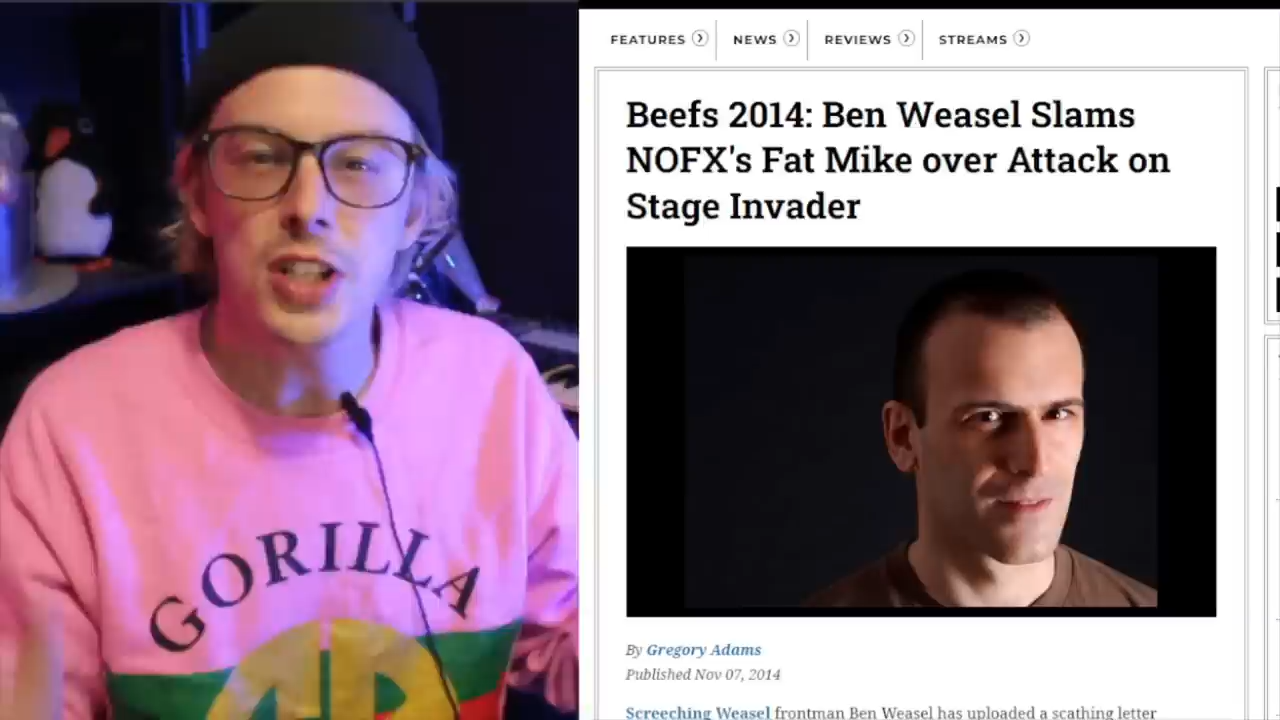 GORILLA
FEATURES
NEWS
REVIEWS
STREAMS
Beefs 2014: Ben Weasel Slams
NOFX's Fat Mike over Attack on
Stage Invader
By Gregory Adams
Published Nov 07, 2014
Screeching Weasel frontman Ben Weasel has uploaded a scathing letter